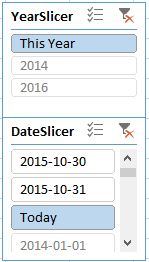 YearSlicer
This Year
2014
2016
DateSlicer
2015-10-30
2015-10-31
Today
2014-01-01